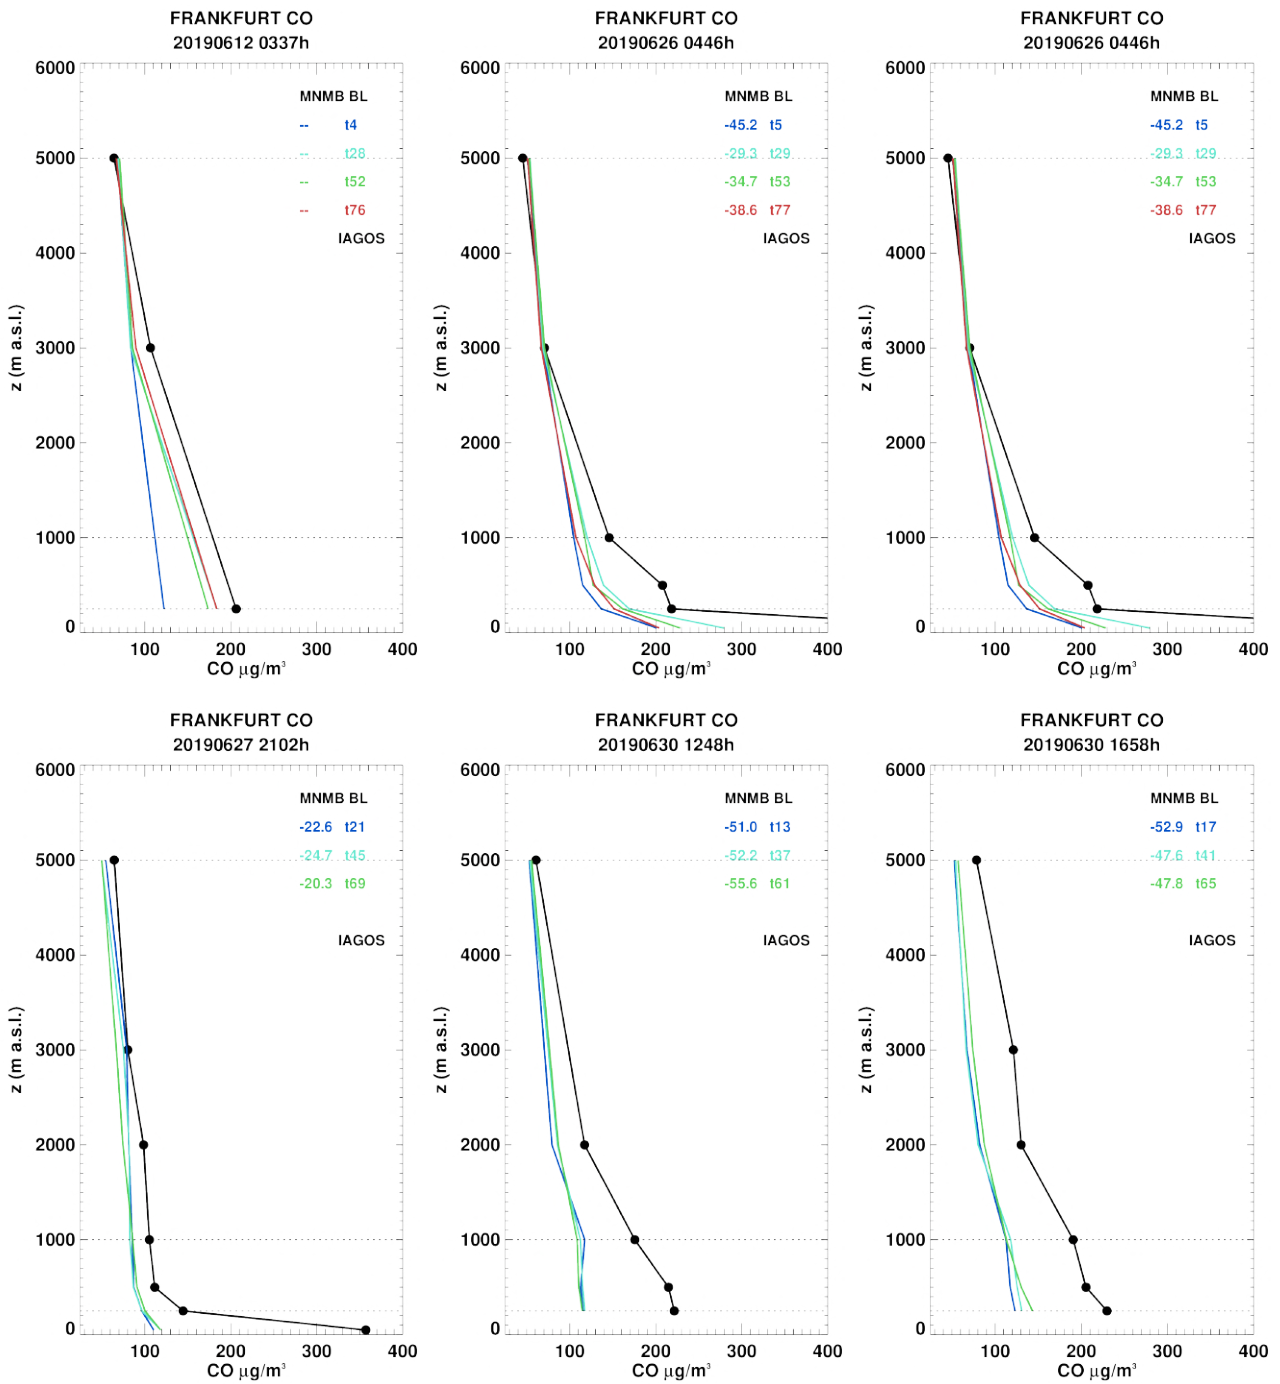 FRANKFURT CO
20190612 0337h
6000
5000
4000
3000
2000
1000
0
z (m a.s.l.)
100 200 300 400
CO μg/m³
MNMB BL
-- t4
-- t28
-- t52
-- t76
IAGOS
FRANKFURT CO
20190626 0446h
6000
5000
4000
3000
2000
1000
0
z (m a.s.l.)
100 200 300 400
CO μg/m³
MNMB BL
-45.2 t5
-29.3 t29
-34.7 t53
-38.6 t77
IAGOS
FRANKFURT CO
20190626 0446h
6000
5000
4000
3000
2000
1000
0
z (m a.s.l.)
100 200 300 400
CO μg/m³
MNMB BL
-45.2 t5
-29.3 t29
-34.7 t53
-38.6 t77
IAGOS
FRANKFURT CO
20190627 2102h
6000
5000
4000
3000
2000
1000
0
z (m a.s.l.)
100 200 300 400
CO μg/m³
MNMB BL
-22.6 t21
-24.7 t45
-20.3 t69
IAGOS
FRANKFURT CO
20190630 1248h
6000
5000
4000
3000
2000
1000
0
z (m a.s.l.)
100 200 300 400
CO μg/m³
MNMB BL
-51.0 t13
-52.2 t37
-55.6 t61
IAGOS
FRANKFURT CO
20190630 1658h
6000
5000
4000
3000
2000
1000
0
z (m a.s.l.)
100 200 300 400
CO μg/m³
MNMB BL
-52.9 t17
-47.6 t41
-47.8 t65
IAGOS